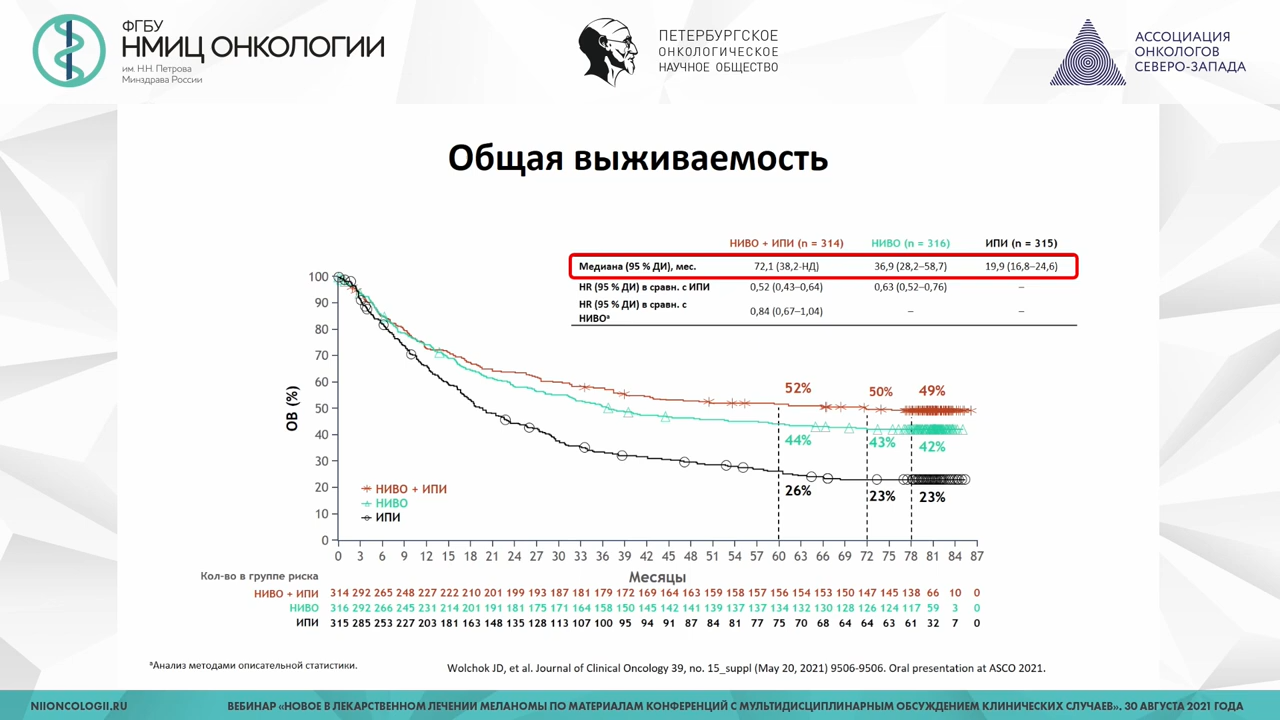 ФГБУ
НМИЦ ОНКОЛОГИИ
им. Н.Н. Петрова
Минздрава России
ПЕТЕРБУРГСКОЕ
ОНКОЛОГИЧЕСКОЕ
НАУЧНОЕ ОБЩЕСТВО
АССОЦИАЦИЯ
ОНКОЛОГОВ
СЕВЕРО-ЗАПАДА
Общая выживаемость
НИВО + ИПИ (n = 314) НИВО (n = 316) ИПИ (n = 315)
Медиана (95 % ДИ), мес. 72,1 (38,2-НД) 36,9 (28,2–58,7) 19,9 (16,8–24,6)
HR (95 % ДИ) в сравн. с ИПИ 0,52 (0,43–0,64) 0,63 (0,52–0,76) –
HR (95 % ДИ) в сравн. с
НИВОª 0,84 (0,67–1,04) – –
ОВ (%)
100
90
80
70
60
50
40
30
20
10
0
52% 50% 49%
44% 43% 42%
26% 23% 23%
НИВО + ИПИ
НИВО
ИПИ
0 3 6 9 12 15 18 21 24 27 30 33 36 39 42 45 48 51 54 57 60 63 66 69 72 75 78 81 84 87
Месяцы
Кол-во в группе риска
НИВО + ИПИ 314 292 265 248 227 222 210 201 199 193 187 181 179 172 169 164 163 159 158 157 156 154 153 150 147 145 138 66 10 0
НИВО 316 292 266 245 231 214 201 191 181 175 171 164 158 150 145 142 141 139 137 137 134 132 130 128 126 124 117 59 3 0
ИПИ 315 285 253 227 203 181 163 148 135 128 113 107 100 95 94 91 87 84 81 77 75 70 68 64 64 63 61 32 7 0
ªАнализ методами описательной статистики.
Wolchok JD, et al. Journal of Clinical Oncology 39, no. 15_suppl (May 20, 2021) 9506-9506. Oral presentation at ASCO 2021.
NIIONCOLOGII.RU
ВЕБИНАР «НОВОЕ В ЛЕКАРСТВЕННОМ ЛЕЧЕНИИ МЕЛАНОМЫ ПО МАТЕРИАЛАМ КОНФЕРЕНЦИЙ С МУЛЬТИДИСЦИПЛИНАРНЫМ ОБСУЖДЕНИЕМ КЛИНИЧЕСКИХ СЛУЧАЕВ». 30 АВГУСТА 2021 ГОДА